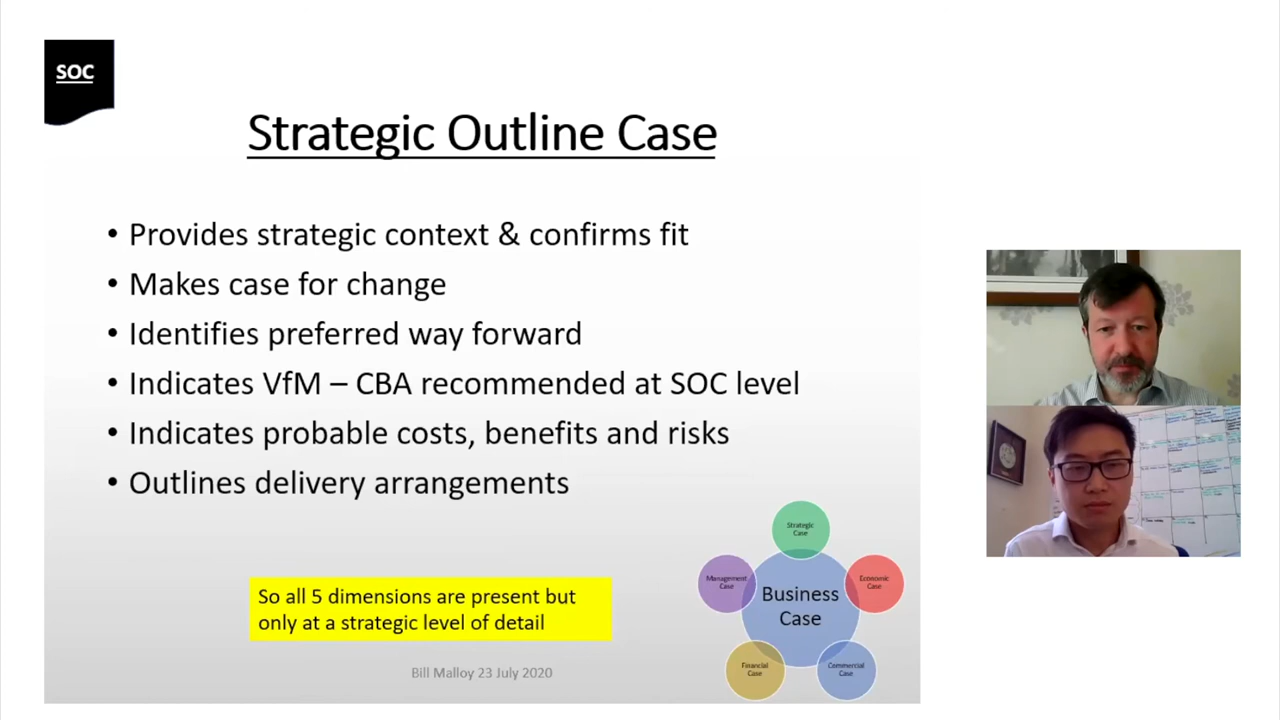 SOC
Strategic Outline Case
• Provides strategic context & confirms fit
• Makes case for change
• Identifies preferred way forward
• Indicates VfM – CBA recommended at SOC level
• Indicates probable costs, benefits and risks
• Outlines delivery arrangements
So all 5 dimensions are present but
only at a strategic level of detail
Bill Malloy 23 July 2020
Strategic
Case
Management
Case
Economic
Case
Business
Case
Financial
Case
Commercial
Case